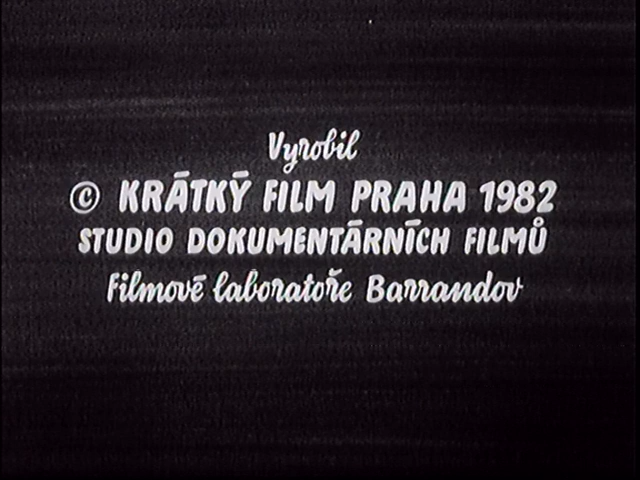 Vyrobil
© KRÁTKÝ FILM PRAHA 1982
STUDIO DOKUMENTÁRNÍCH FILMŮ
Filmové laboratoře Barrandov